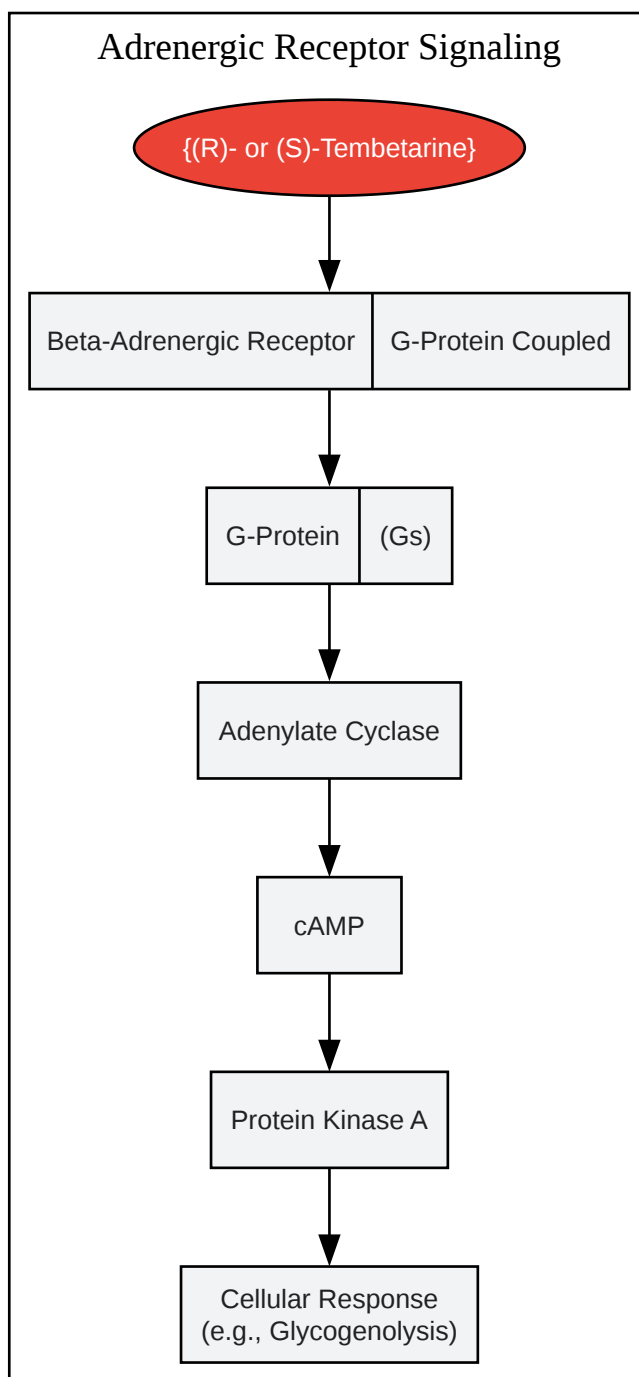 Adrenergic Receptor Signaling
{(R)- or (S)-Tembetarine}
Beta-Adrenergic Receptor
G-Protein Coupled
G-Protein
(Gs)
Adenylate Cyclase
cAMP
Protein Kinase A
Cellular Response
(e.g., Glycogenolysis)